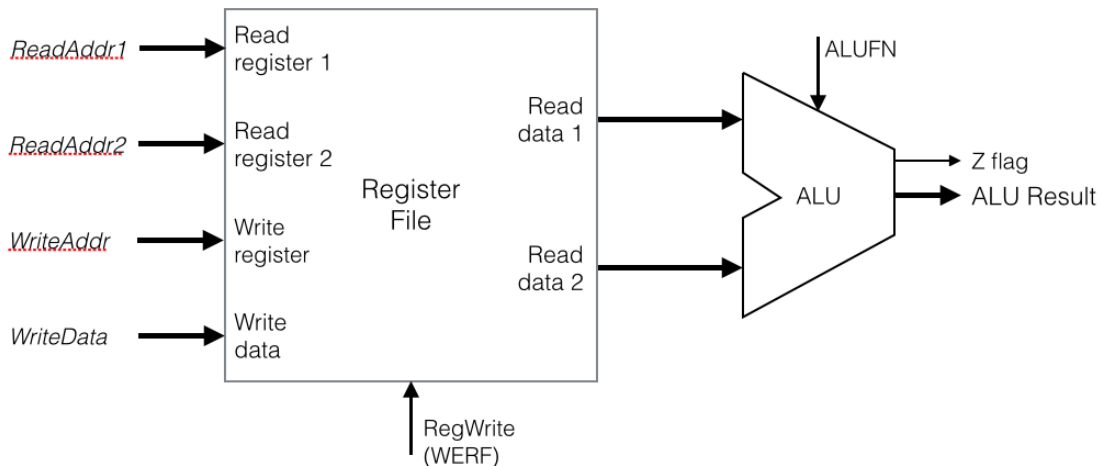 ReadAddr1
Read
register 1
ReadAddr2
Read
register 2
WriteAddr
Write
register
WriteData
Write
data
Register
File
Read
data 1
Read
data 2
RegWrite
(WERF)
ALUFN
ALU
Z flag
ALU Result